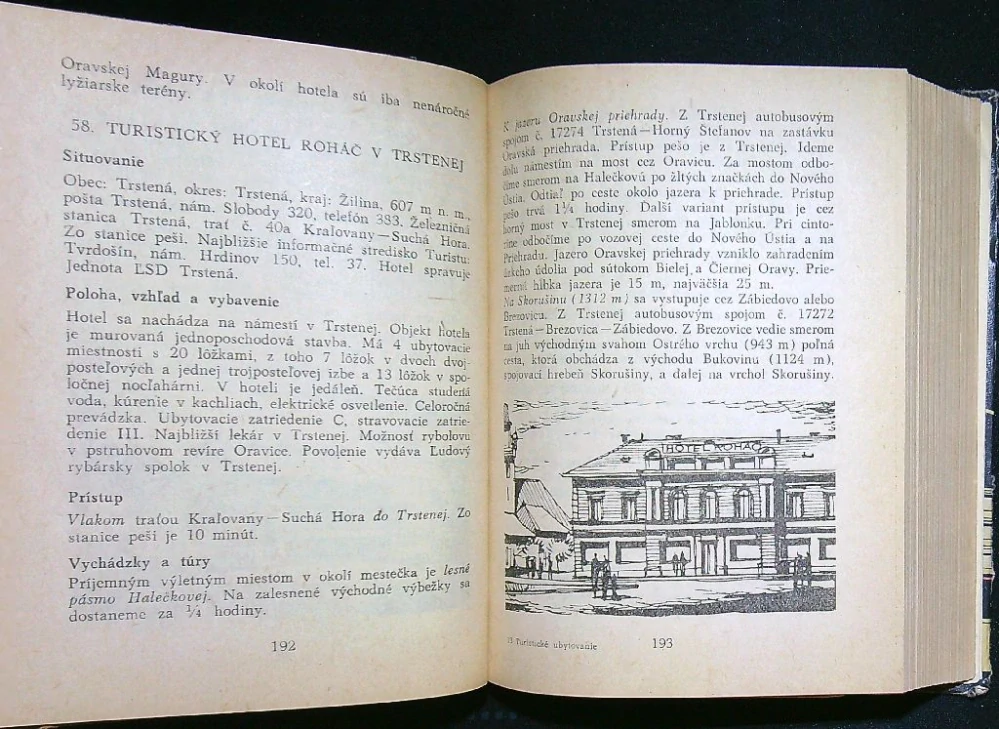 Oravskej Magury. V okolí hotela sú iba nenáročné
lyžiarske terény.
58. TURISTICKÝ HOTEL ROHÁČ V TRSTENEJ
Situovanie
Obec: Trstená, okres: Trstená, kraj: Žilina, 607 m n. m.,
pošta Trstená, nám. Slobody 320, telefón 383. Železničná
stanica Trstená, trať č. 40a Kraľovany—Suchá Hora.
Zo stanice peši. Najbližšie informačné stredisko Turistu:
Tvrdošín, nám. Hrdinov 150, tel. 37. Hotel spravuje
Jednota ĽSD Trstená.
Poloha, vzhľad a vybavenie
Hotel sa nachádza na námestí v Trstenej. Objekt hotela
je murovaná jednoposchodová stavba. Má 4 ubytovacie
miestnosti s 20 lôžkami, z toho 7 lôžok v dvoch dvoj-
posteľových a jednej trojposteľovej izbe a 13 lôžok v spo-
ločnej nocľahárni. V hoteli je jedáleň. Tečúca studená
voda, kúrenie v kachliach, elektrické osvetlenie. Celoročná
prevádzka. Ubytovacie zatriedenie C, stravovacie zatrie-
denie III. Najbližší lekár v Trstenej. Možnosť rybolovu
v pstruhovom revíre Oravice. Povolenie vydáva Ľudový
rybársky spolok v Trstenej.
Prístup
Vlakom traťou Kraľovany—Suchá Hora do Trstenej. Zo
stanice peši je 10 minút.
Vychádzky a túry
Príjemným výletným miestom v okolí mestečka je lesné
pásmo Halečkovej. Na zalesnené východné výbežky sa
dostaneme za ¾ hodiny.
192
K jazeru Oravskej priehrady. Z Trstenej autobusovým
spojom č. 17274 Trstená—Horný Štefanov na zastávku
Oravská priehrada. Prístup pešo je z Trstenej. Ideme
dolu námestím na most cez Oravicu. Za mostom odbo-
číme smerom na Halečkovú po žltých značkách do Nového
Ústia. Odtiaľ po ceste okolo jazera k priehrade. Prístup
pešo trvá 1¼ hodiny. Ďalší variant prístupu je cez
horný most v Trstenej smerom na Jablonku. Pri cinto-
ríne odbočíme po vozovej ceste do Nového Ústia a na
Priehradu. Jazero Oravskej priehrady vzniklo zahradením
úzkeho údolia pod sútokom Bielej a Čiernej Oravy. Prie-
merná hĺbka jazera je 15 m, najväčšia 25 m.
Na Skorušinu (1312 m) sa vystupuje cez Zábiedovo alebo
Brezovicu. Z Trstenej autobusovým spojom č. 17272
Trstená—Brezovica—Zábiedovo. Z Brezovice vedie smerom
na juh východným svahom Ostrého vrchu (943 m) poľná
cesta, ktorá obchádza z východu Bukovinu (1124 m),
spojovací hrebeň Skorušiny, a ďalej na vrchol Skorušiny.
HOTEL ROHÁČ
13 Turistické ubytovanie
193